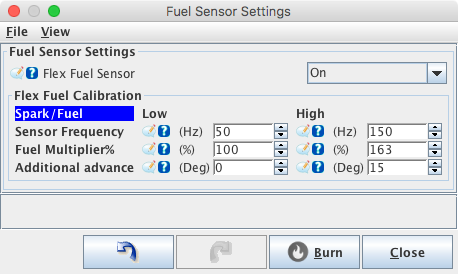 Fuel Sensor Settings
File View
Fuel Sensor Settings
? Flex Fuel Sensor On
Flex Fuel Calibration
Spark/Fuel Low High
Sensor Frequency ? (Hz) 50 ? (Hz) 150
Fuel Multiplier% ? (%) 100 ? (%) 163
Additional advance ? (Deg) 0 ? (Deg) 15
Burn Close